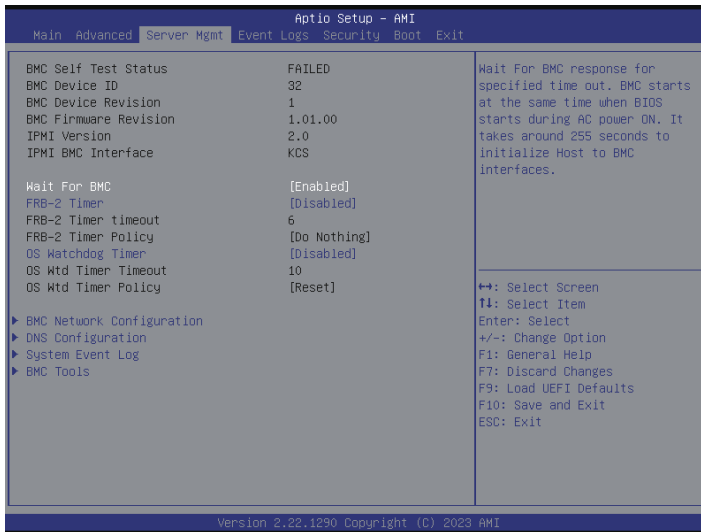 Aptio Setup – AMI
Main Advanced Server Mgmt Event Logs Security Boot Exit
BMC Self Test Status FAILED
BMC Device ID 32
BMC Device Revision 1
BMC Firmware Revision 1.01.00
IPMI Version 2.0
IPMI BMC Interface KCS
Wait For BMC [Enabled]
FRB-2 Timer [Disabled]
FRB-2 Timer timeout 6
FRB-2 Timer Policy [Do Nothing]
OS Watchdog Timer [Disabled]
OS Wtd Timer Timeout 10
OS Wtd Timer Policy [Reset]
BMC Network Configuration
DNS Configuration
System Event Log
BMC Tools
Wait For BMC response for
specified time out. BMC starts
at the same time when BIOS
starts during AC power ON. It
takes around 255 seconds to
initialize Host to BMC
interfaces.
↔: Select Screen
↑↓: Select Item
Enter: Select
+/-: Change Option
F1: General Help
F7: Discard Changes
F9: Load UEFI Defaults
F10: Save and Exit
ESC: Exit
Version 2.22.1290 Copyright (C) 2023 AMI